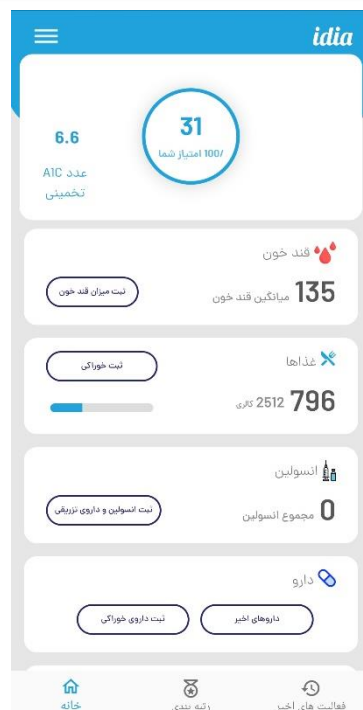 idia
31
/100 امتیاز شما
6.6
عدد A1C
تخمینی
قند خون
135 میانگین قند خون
ثبت میزان قند خون
غذاها
ثبت خوراکی
796 2512 کالری
انسولین
0 مجموع انسولین
ثبت انسولین و داروی تزریقی
دارو
داروهای اخیر
ثبت داروی خوراکی
فعالیت های اخیر
رتبه بندی
خانه